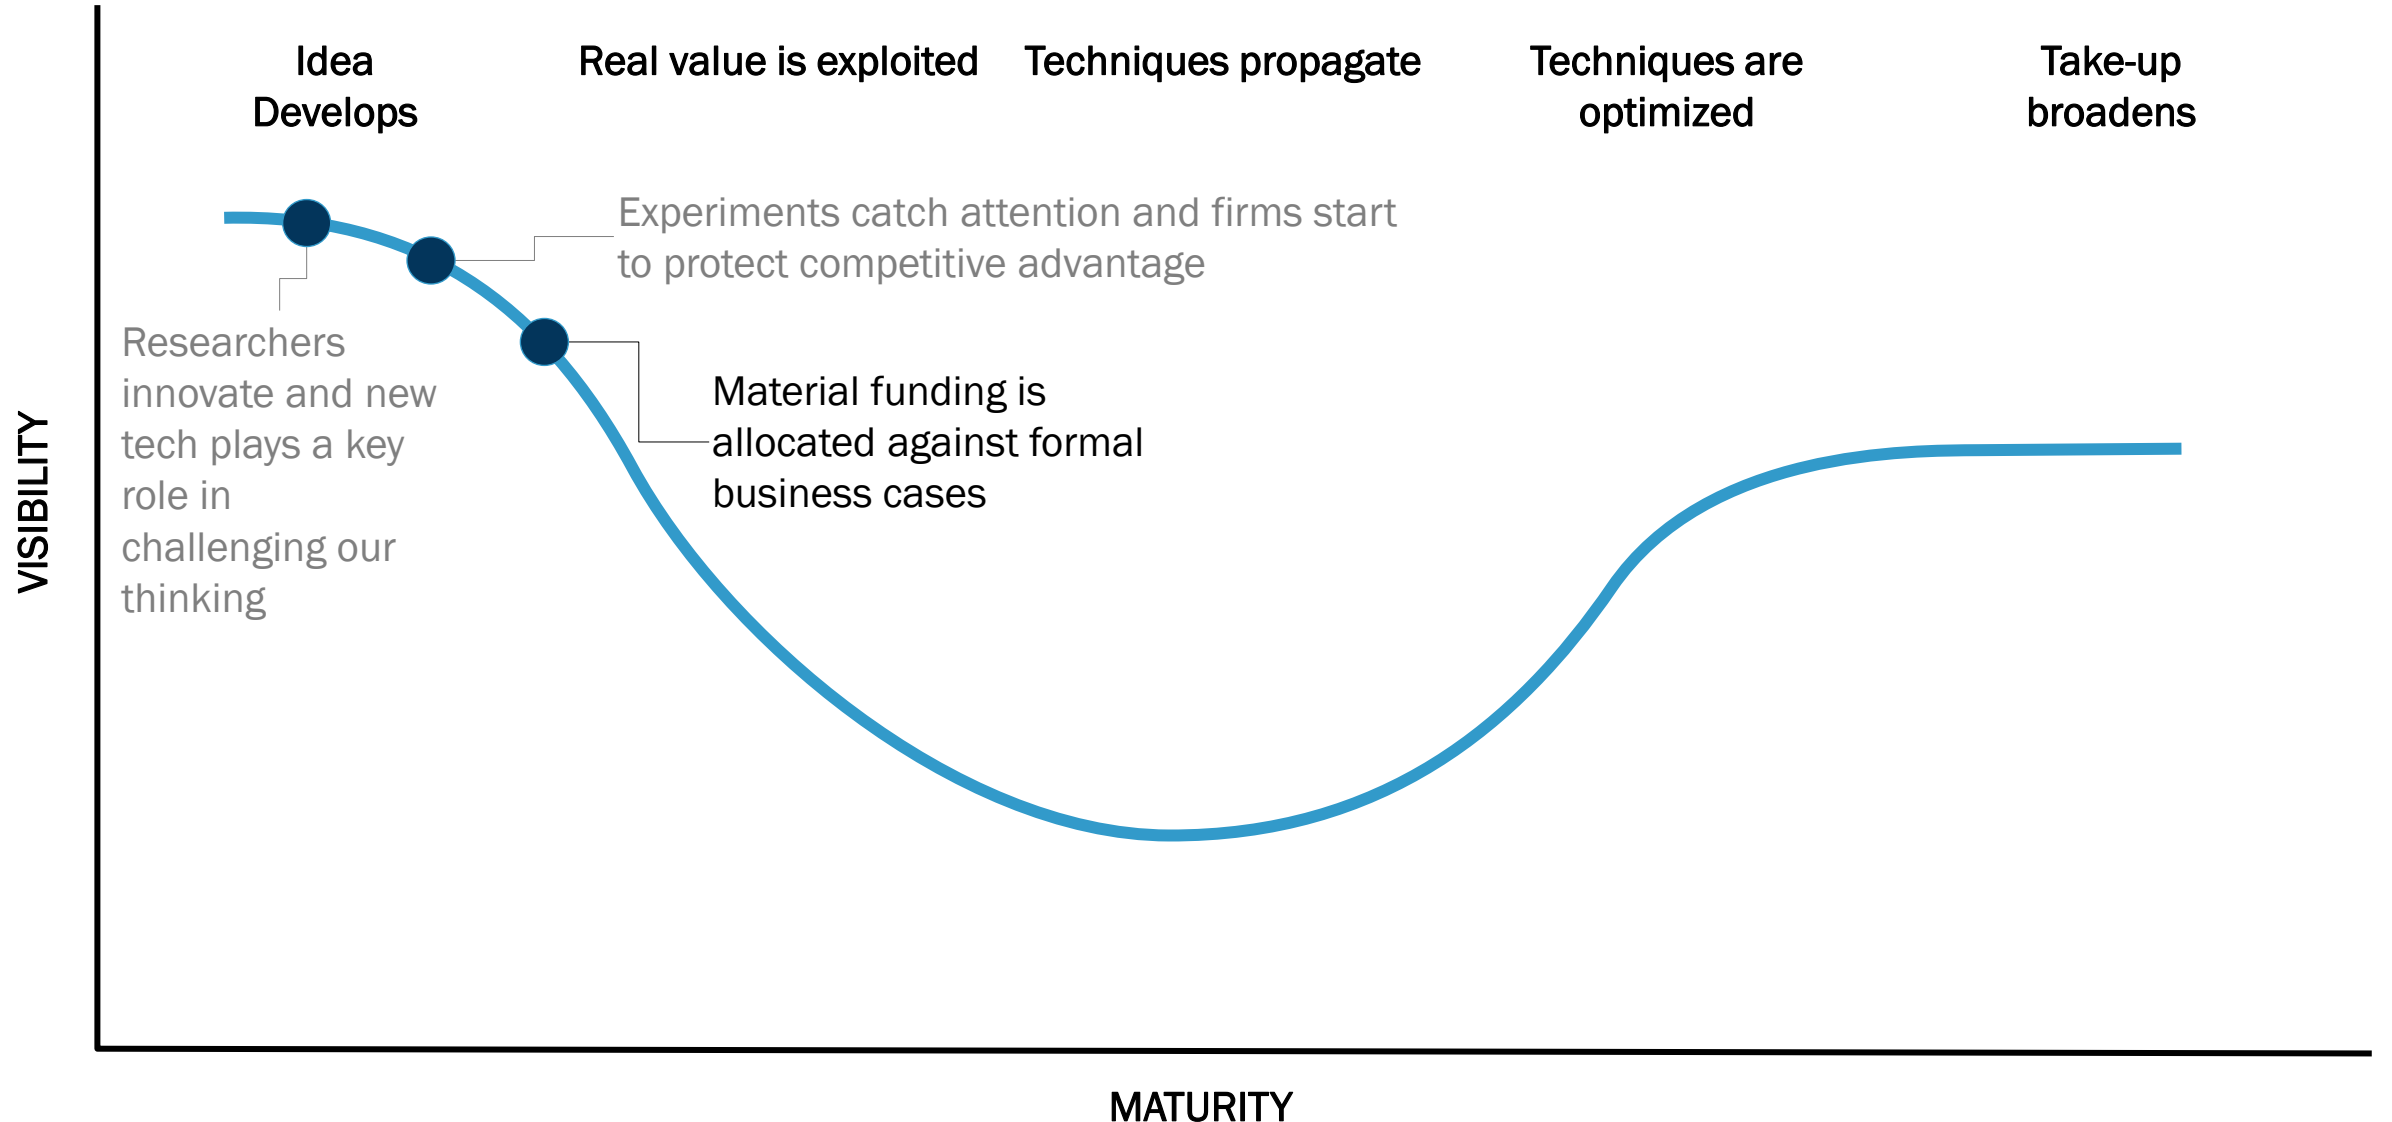 Idea
Develops
Real value is exploited
Techniques propagate
Techniques are
optimized
Take-up
broadens
Experiments catch attention and firms start
to protect competitive advantage
Researchers
innovate and new
tech plays a key
role in
challenging our
thinking
Material funding is
allocated against formal
business cases
VISIBILITY
MATURITY